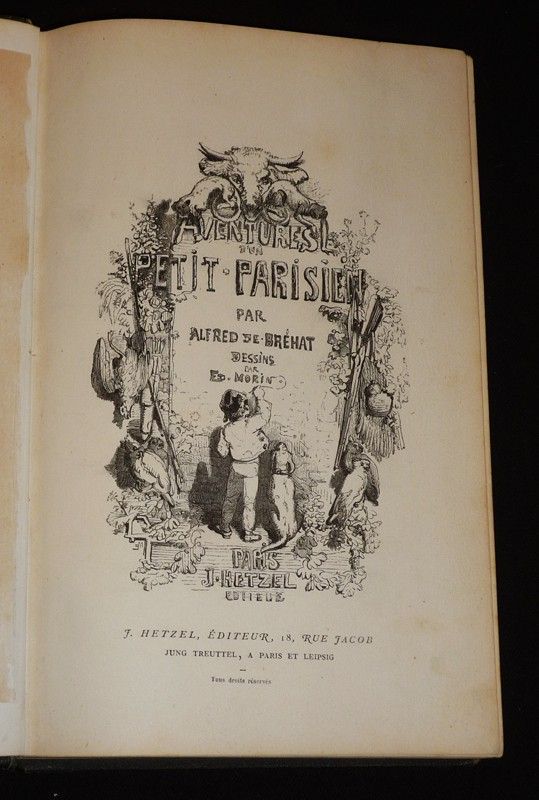 AVENTURES
D'UN
PETIT·PARISIEN
PAR
ALFRED·DE·BRÉHAT
DESSINS
PAR
ED. MORIN
PARIS
J·HETZEL
EDITEUR
J. HETZEL, ÉDITEUR, 18, RUE JACOB
JUNG TREUTTEL, A PARIS ET LEIPSIG
Tous droits réservés